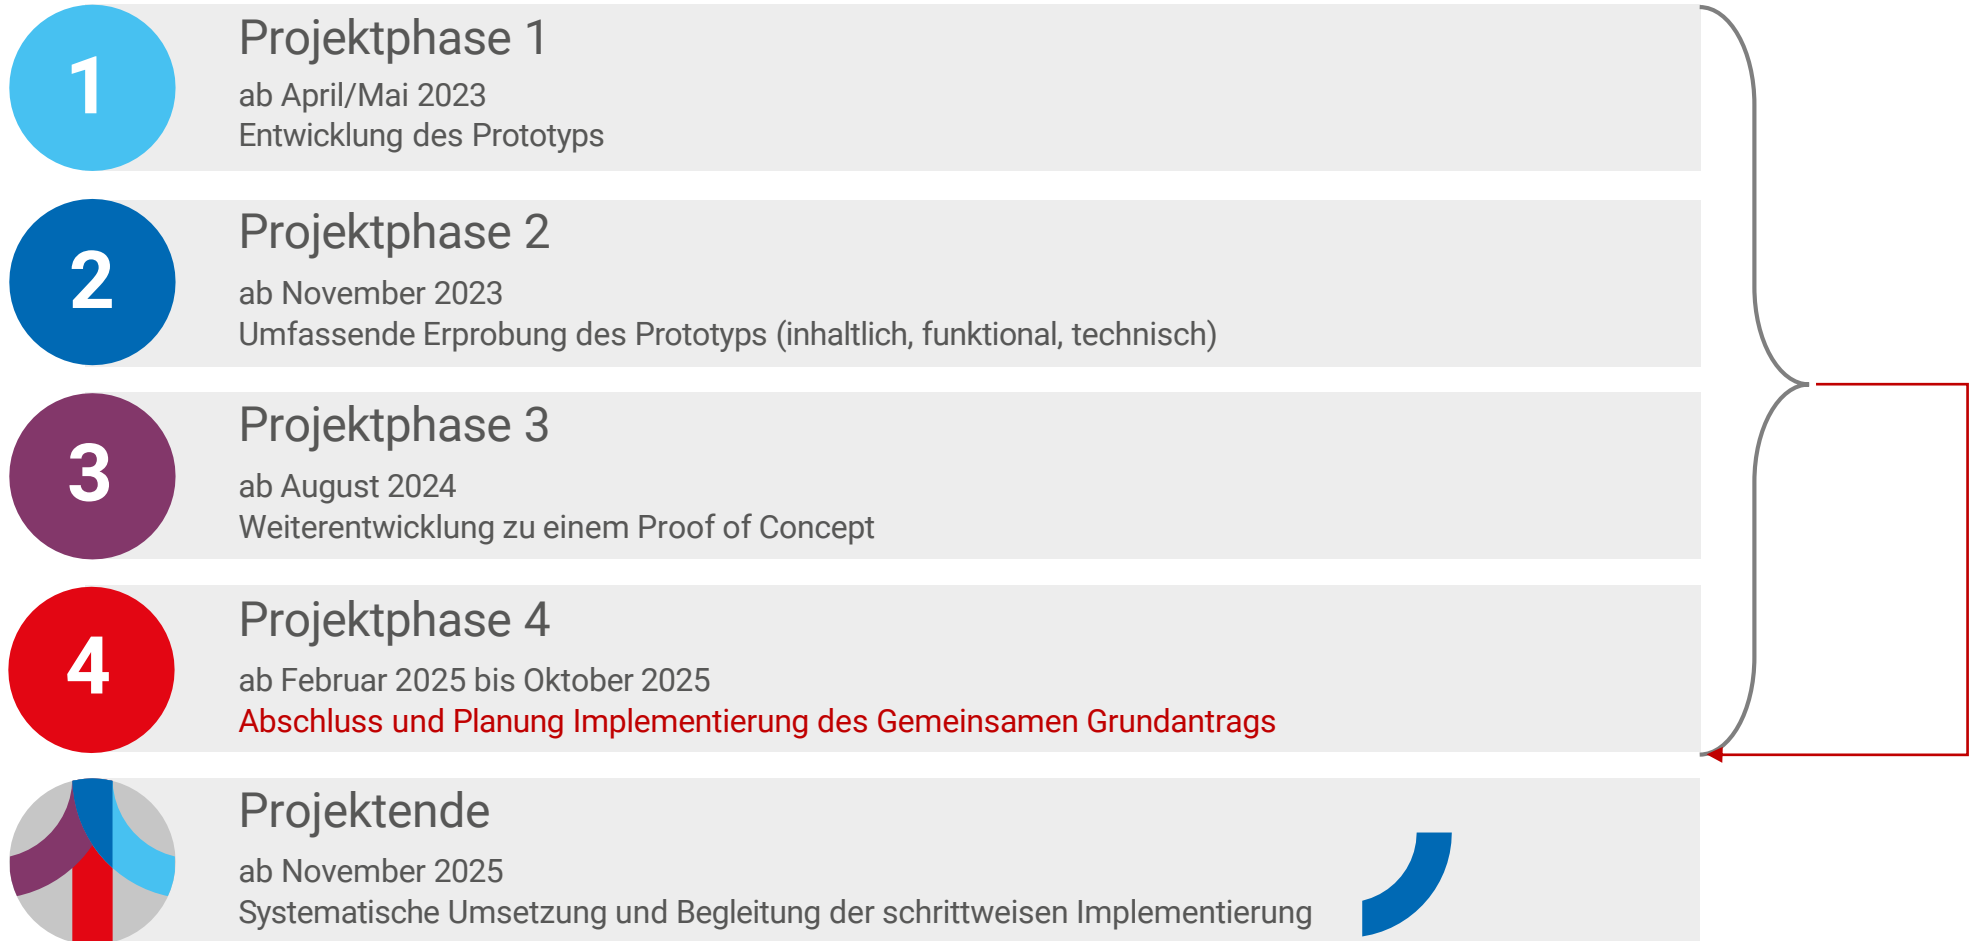 1
Projektphase 1
ab April/Mai 2023
Entwicklung des Prototyps
2
Projektphase 2
ab November 2023
Umfassende Erprobung des Prototyps (inhaltlich, funktional, technisch)
3
Projektphase 3
ab August 2024
Weiterentwicklung zu einem Proof of Concept
4
Projektphase 4
ab Februar 2025 bis Oktober 2025
Abschluss und Planung Implementierung des Gemeinsamen Grundantrags
Projektende
ab November 2025
Systematische Umsetzung und Begleitung der schrittweisen Implementierung